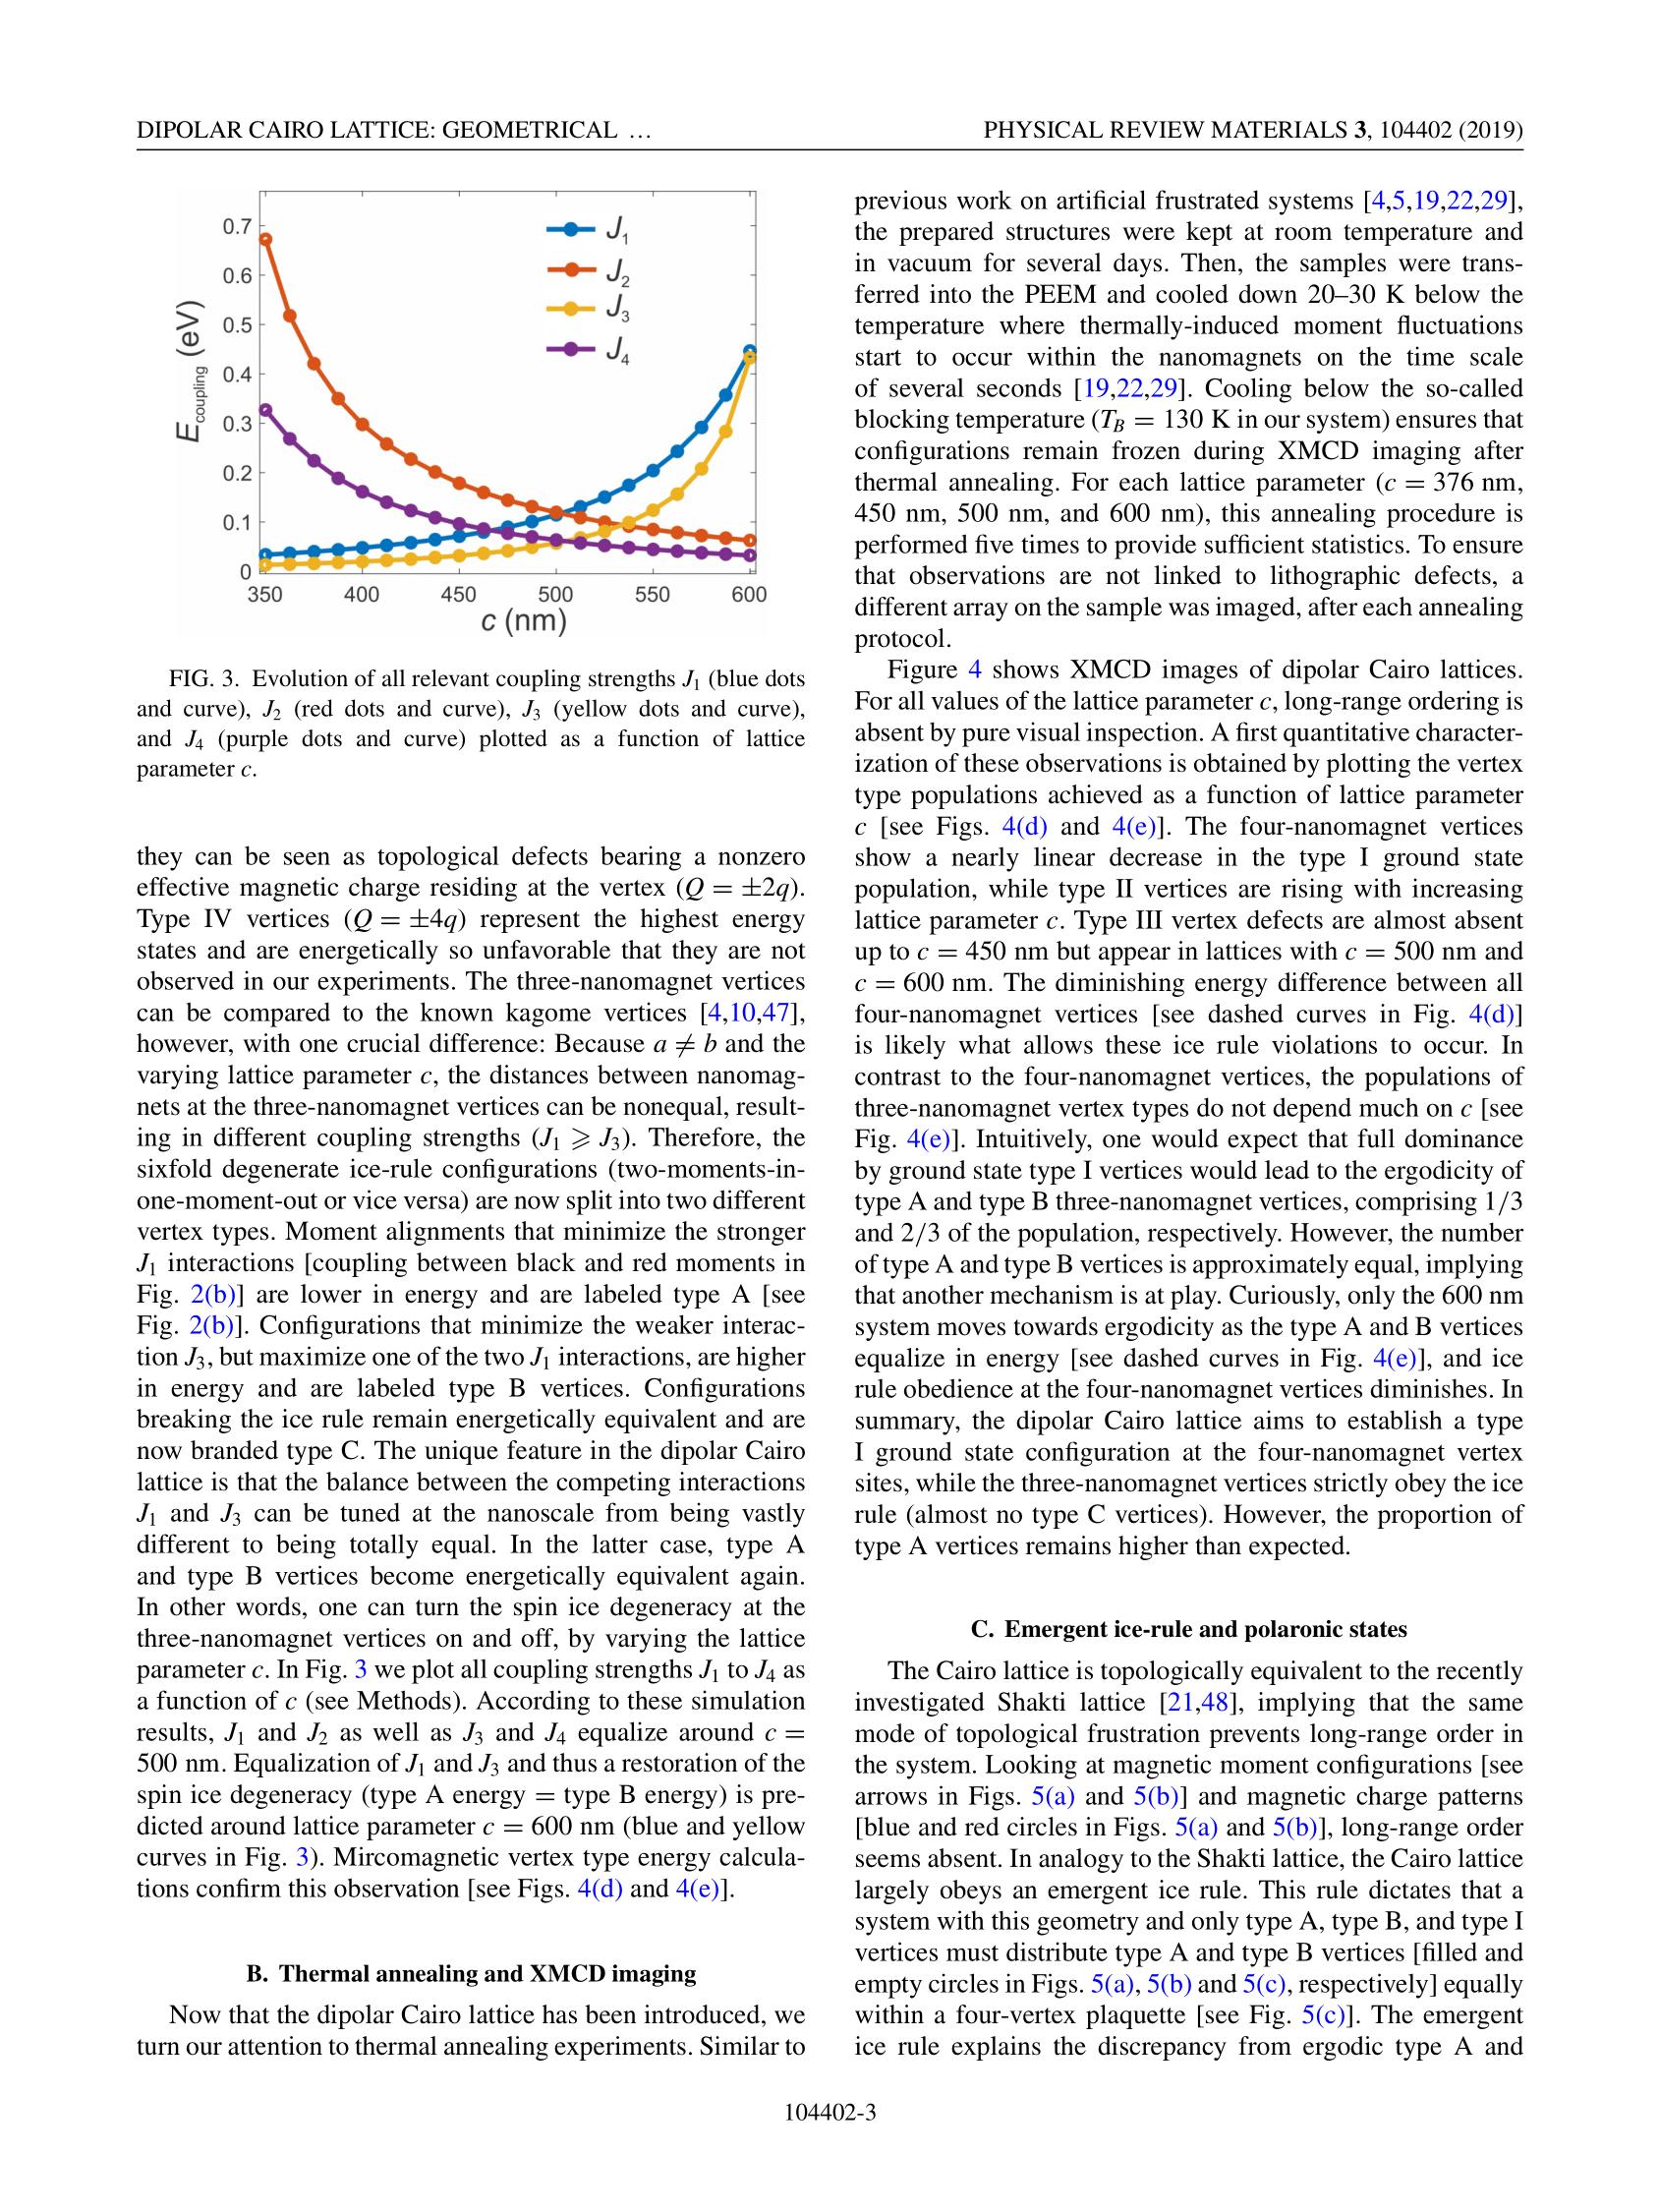 DIPOLAR CAIRO LATTICE: GEOMETRICAL …
PHYSICAL REVIEW MATERIALS 3, 104402 (2019)
E_coupling (eV)
0.7
0.6
0.5
0.4
0.3
0.2
0.1
0
J_1
J_2
J_3
J_4
350 400 450 500 550 600
c (nm)
FIG. 3. Evolution of all relevant coupling strengths J_1 (blue dots
and curve), J_2 (red dots and curve), J_3 (yellow dots and curve),
and J_4 (purple dots and curve) plotted as a function of lattice
parameter c.
they can be seen as topological defects bearing a nonzero
effective magnetic charge residing at the vertex (Q = ±2q).
Type IV vertices (Q = ±4q) represent the highest energy
states and are energetically so unfavorable that they are not
observed in our experiments. The three-nanomagnet vertices
can be compared to the known kagome vertices [4,10,47],
however, with one crucial difference: Because a ≠ b and the
varying lattice parameter c, the distances between nanomag-
nets at the three-nanomagnet vertices can be nonequal, result-
ing in different coupling strengths (J_1 ⩾ J_3). Therefore, the
sixfold degenerate ice-rule configurations (two-moments-in-
one-moment-out or vice versa) are now split into two different
vertex types. Moment alignments that minimize the stronger
J_1 interactions [coupling between black and red moments in
Fig. 2(b)] are lower in energy and are labeled type A [see
Fig. 2(b)]. Configurations that minimize the weaker interac-
tion J_3, but maximize one of the two J_1 interactions, are higher
in energy and are labeled type B vertices. Configurations
breaking the ice rule remain energetically equivalent and are
now branded type C. The unique feature in the dipolar Cairo
lattice is that the balance between the competing interactions
J_1 and J_3 can be tuned at the nanoscale from being vastly
different to being totally equal. In the latter case, type A
and type B vertices become energetically equivalent again.
In other words, one can turn the spin ice degeneracy at the
three-nanomagnet vertices on and off, by varying the lattice
parameter c. In Fig. 3 we plot all coupling strengths J_1 to J_4 as
a function of c (see Methods). According to these simulation
results, J_1 and J_2 as well as J_3 and J_4 equalize around c =
500 nm. Equalization of J_1 and J_3 and thus a restoration of the
spin ice degeneracy (type A energy = type B energy) is pre-
dicted around lattice parameter c = 600 nm (blue and yellow
curves in Fig. 3). Mircomagnetic vertex type energy calcula-
tions confirm this observation [see Figs. 4(d) and 4(e)].
B. Thermal annealing and XMCD imaging
Now that the dipolar Cairo lattice has been introduced, we
turn our attention to thermal annealing experiments. Similar to
previous work on artificial frustrated systems [4,5,19,22,29],
the prepared structures were kept at room temperature and
in vacuum for several days. Then, the samples were trans-
ferred into the PEEM and cooled down 20–30 K below the
temperature where thermally-induced moment fluctuations
start to occur within the nanomagnets on the time scale
of several seconds [19,22,29]. Cooling below the so-called
blocking temperature (T_B = 130 K in our system) ensures that
configurations remain frozen during XMCD imaging after
thermal annealing. For each lattice parameter (c = 376 nm,
450 nm, 500 nm, and 600 nm), this annealing procedure is
performed five times to provide sufficient statistics. To ensure
that observations are not linked to lithographic defects, a
different array on the sample was imaged, after each annealing
protocol.
Figure 4 shows XMCD images of dipolar Cairo lattices.
For all values of the lattice parameter c, long-range ordering is
absent by pure visual inspection. A first quantitative character-
ization of these observations is obtained by plotting the vertex
type populations achieved as a function of lattice parameter
c [see Figs. 4(d) and 4(e)]. The four-nanomagnet vertices
show a nearly linear decrease in the type I ground state
population, while type II vertices are rising with increasing
lattice parameter c. Type III vertex defects are almost absent
up to c = 450 nm but appear in lattices with c = 500 nm and
c = 600 nm. The diminishing energy difference between all
four-nanomagnet vertices [see dashed curves in Fig. 4(d)]
is likely what allows these ice rule violations to occur. In
contrast to the four-nanomagnet vertices, the populations of
three-nanomagnet vertex types do not depend much on c [see
Fig. 4(e)]. Intuitively, one would expect that full dominance
by ground state type I vertices would lead to the ergodicity of
type A and type B three-nanomagnet vertices, comprising 1/3
and 2/3 of the population, respectively. However, the number
of type A and type B vertices is approximately equal, implying
that another mechanism is at play. Curiously, only the 600 nm
system moves towards ergodicity as the type A and B vertices
equalize in energy [see dashed curves in Fig. 4(e)], and ice
rule obedience at the four-nanomagnet vertices diminishes. In
summary, the dipolar Cairo lattice aims to establish a type
I ground state configuration at the four-nanomagnet vertex
sites, while the three-nanomagnet vertices strictly obey the ice
rule (almost no type C vertices). However, the proportion of
type A vertices remains higher than expected.
C. Emergent ice-rule and polaronic states
The Cairo lattice is topologically equivalent to the recently
investigated Shakti lattice [21,48], implying that the same
mode of topological frustration prevents long-range order in
the system. Looking at magnetic moment configurations [see
arrows in Figs. 5(a) and 5(b)] and magnetic charge patterns
[blue and red circles in Figs. 5(a) and 5(b)], long-range order
seems absent. In analogy to the Shakti lattice, the Cairo lattice
largely obeys an emergent ice rule. This rule dictates that a
system with this geometry and only type A, type B, and type I
vertices must distribute type A and type B vertices [filled and
empty circles in Figs. 5(a), 5(b) and 5(c), respectively] equally
within a four-vertex plaquette [see Fig. 5(c)]. The emergent
ice rule explains the discrepancy from ergodic type A and
104402-3